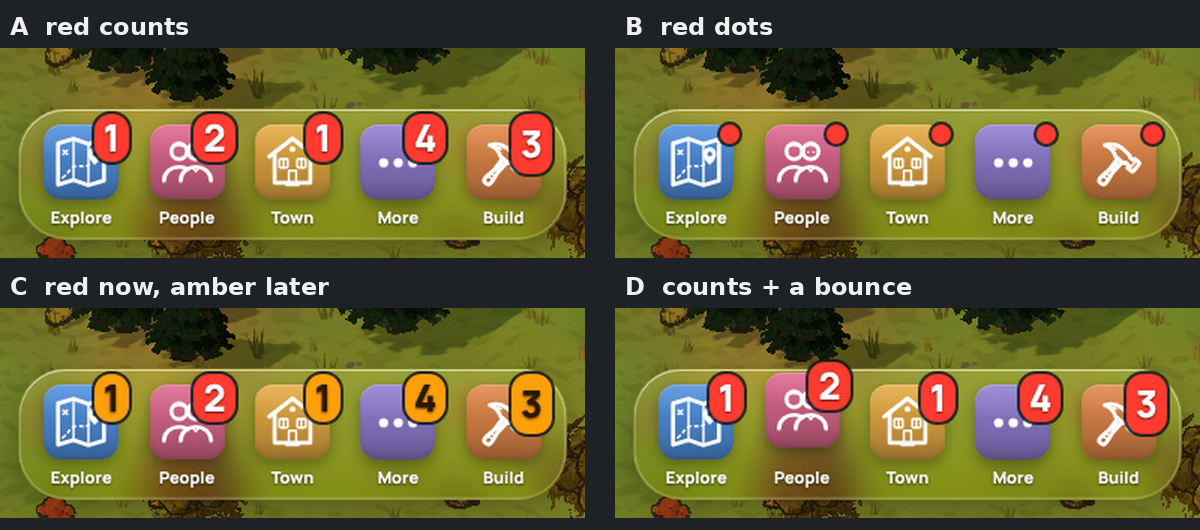 A red counts
B red dots
1 2 1 4 3
Explore People Town More Build
Explore People Town More Build
C red now, amber later
D counts + a bounce
1 2 1 4 3
Explore People Town More Build
1 2 1 4 3
Explore People Town More Build